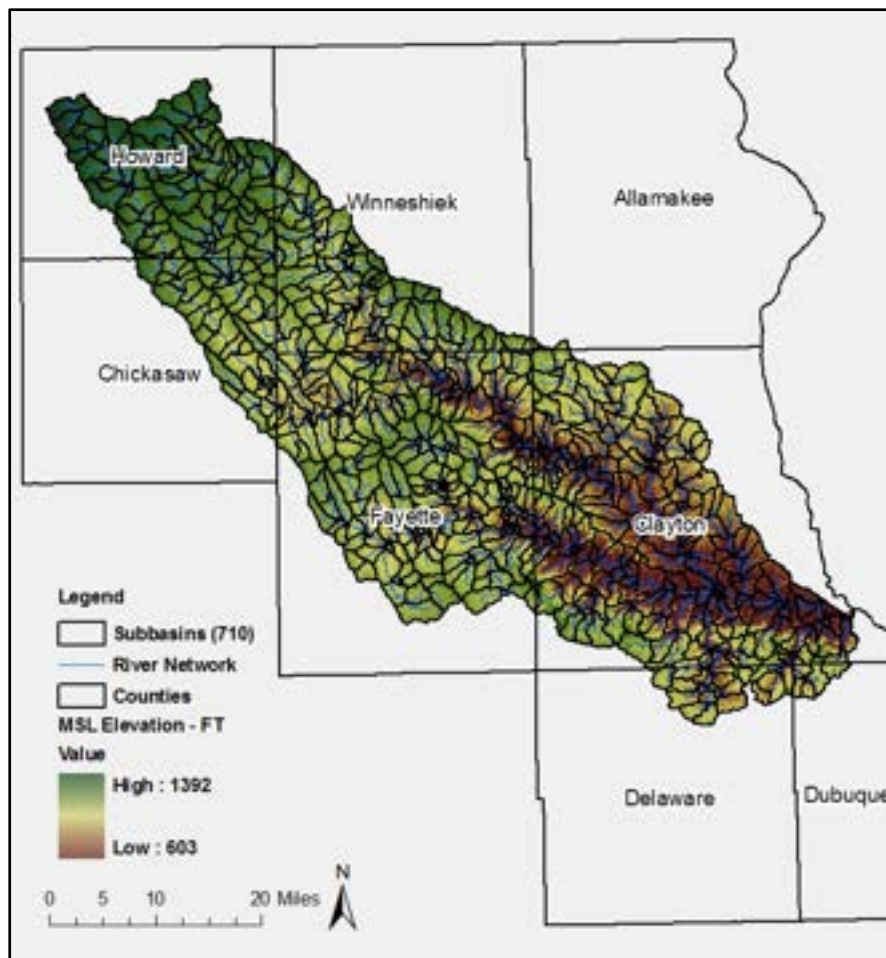 Howard
Winneshiek
Allamakee
Chickasaw
Fayette
Clayton
Legend
Subbasins (710)
River Network
Counties
MSL Elevation - FT
Value
High : 1392
Low : 603
Delaware
Dubuque
N
0 5 10 20 Miles